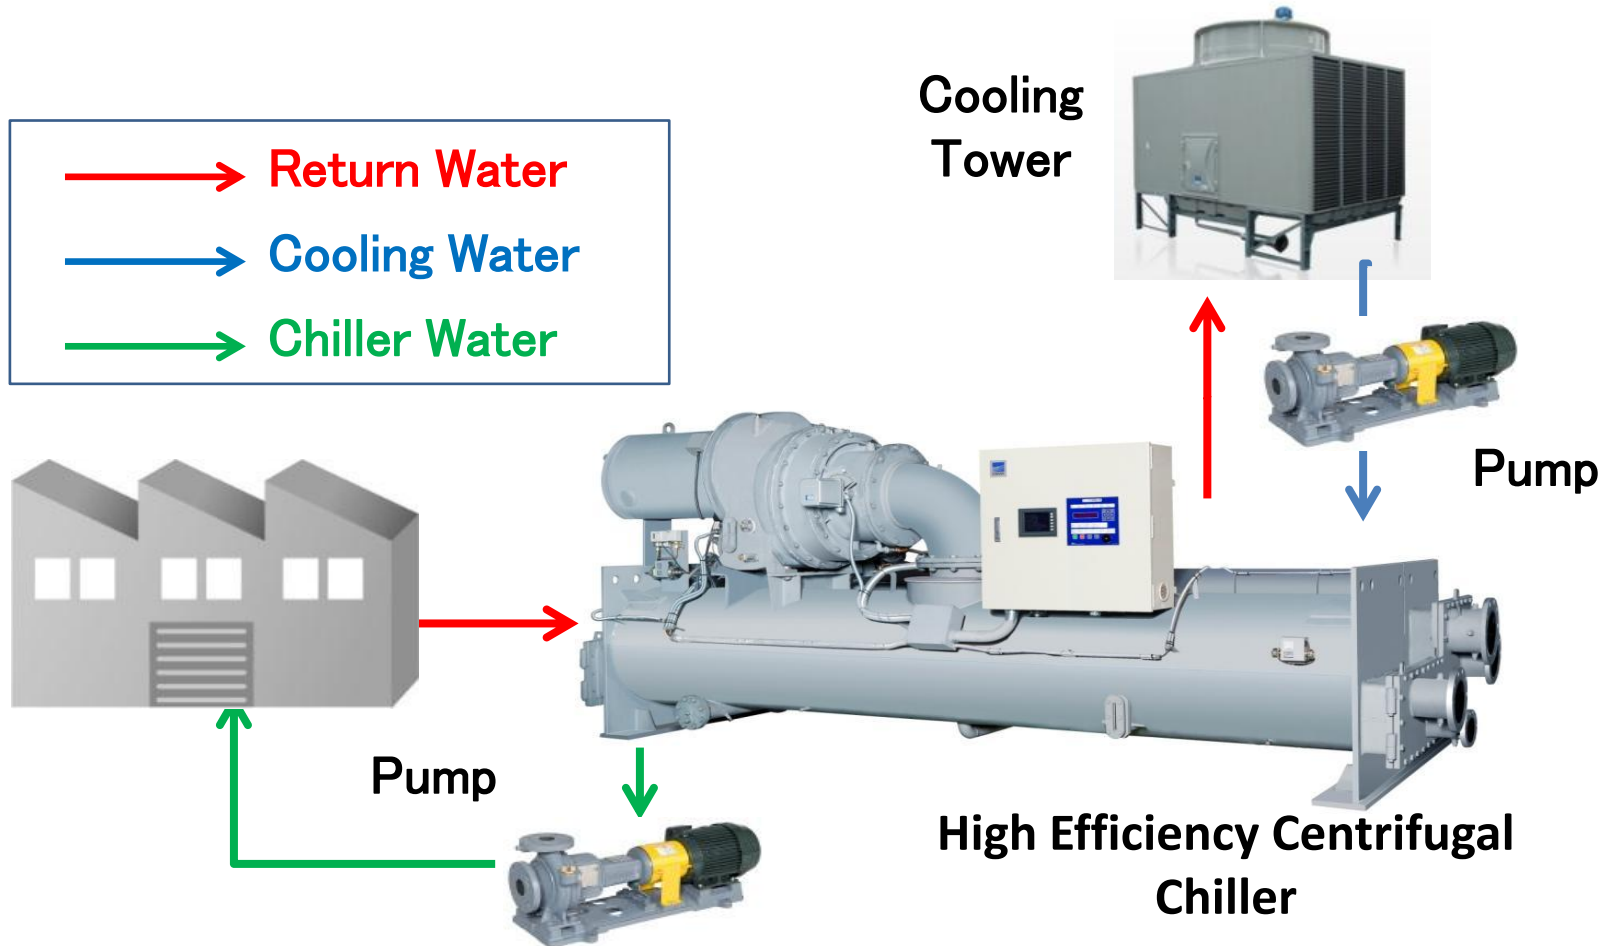 Cooling
Tower
Return Water
Cooling Water
Chiller Water
Pump
Pump
High Efficiency Centrifugal
Chiller